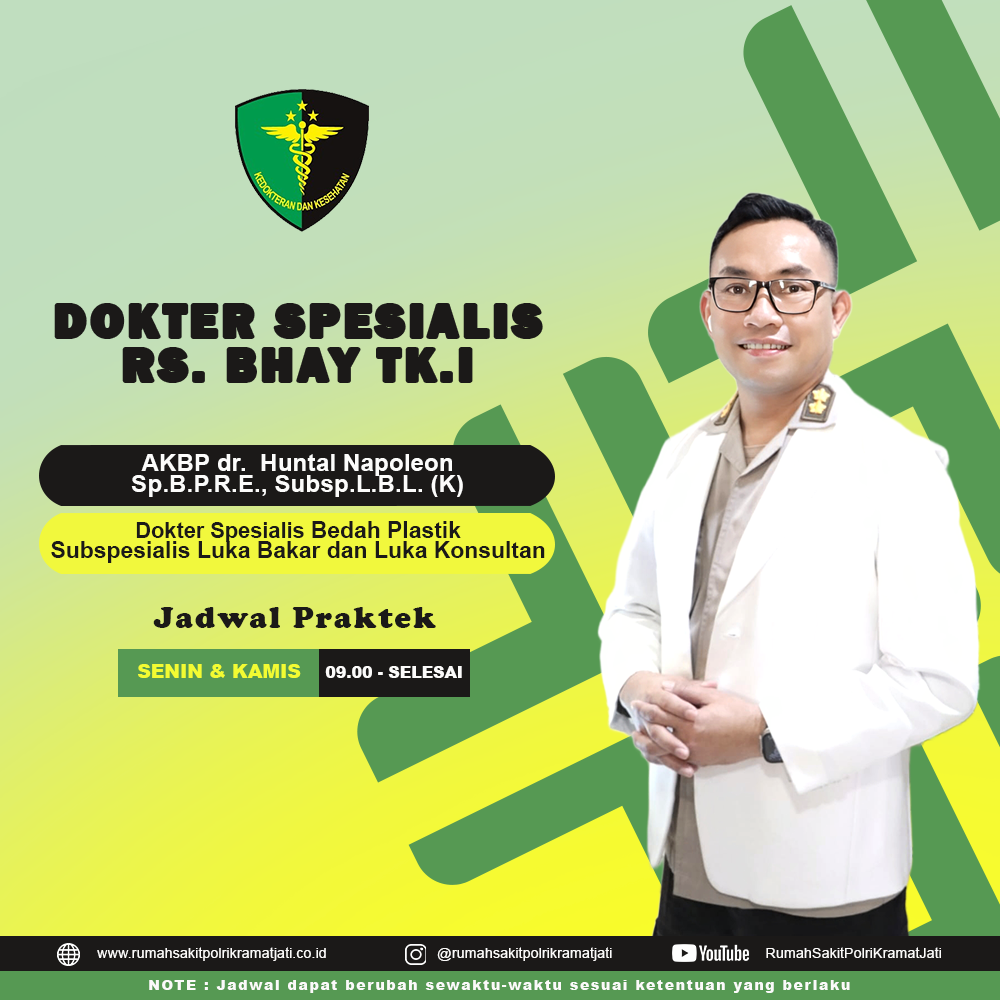 KEDOKTERAN DAN KESEHATAN
DOKTER SPESIALIS
RS. BHAY TK.I
AKBP dr. Huntal Napoleon
Sp.B.P.R.E., Subsp.L.B.L. (K)
Dokter Spesialis Bedah Plastik
Subspesialis Luka Bakar dan Luka Konsultan
Jadwal Praktek
SENIN & KAMIS 09.00 - SELESAI
www.rumahsakitpolrikramatjati.co.id @rumahsakitpolrikramatjati YouTube RumahSakitPolriKramatJati
NOTE : Jadwal dapat berubah sewaktu-waktu sesuai ketentuan yang berlaku